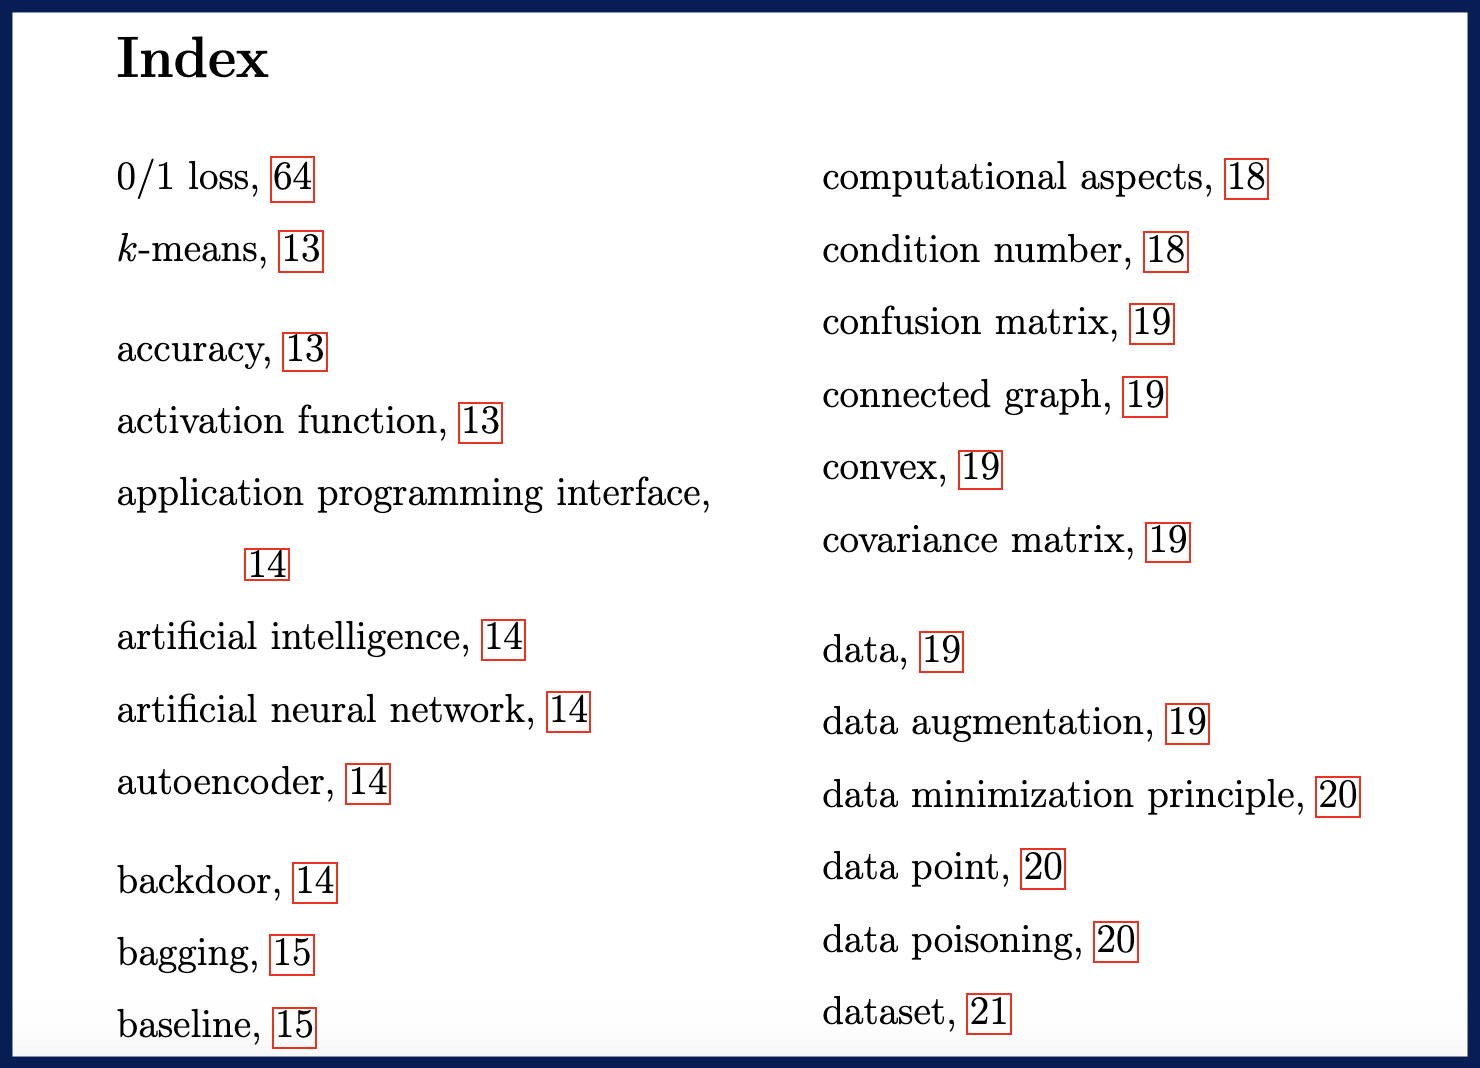 Index
0/1 loss, 64
k-means, 13
accuracy, 13
activation function, 13
application programming interface,
14
artificial intelligence, 14
artificial neural network, 14
autoencoder, 14
backdoor, 14
bagging, 15
baseline, 15
computational aspects, 18
condition number, 18
confusion matrix, 19
connected graph, 19
convex, 19
covariance matrix, 19
data, 19
data augmentation, 19
data minimization principle, 20
data point, 20
data poisoning, 20
dataset, 21